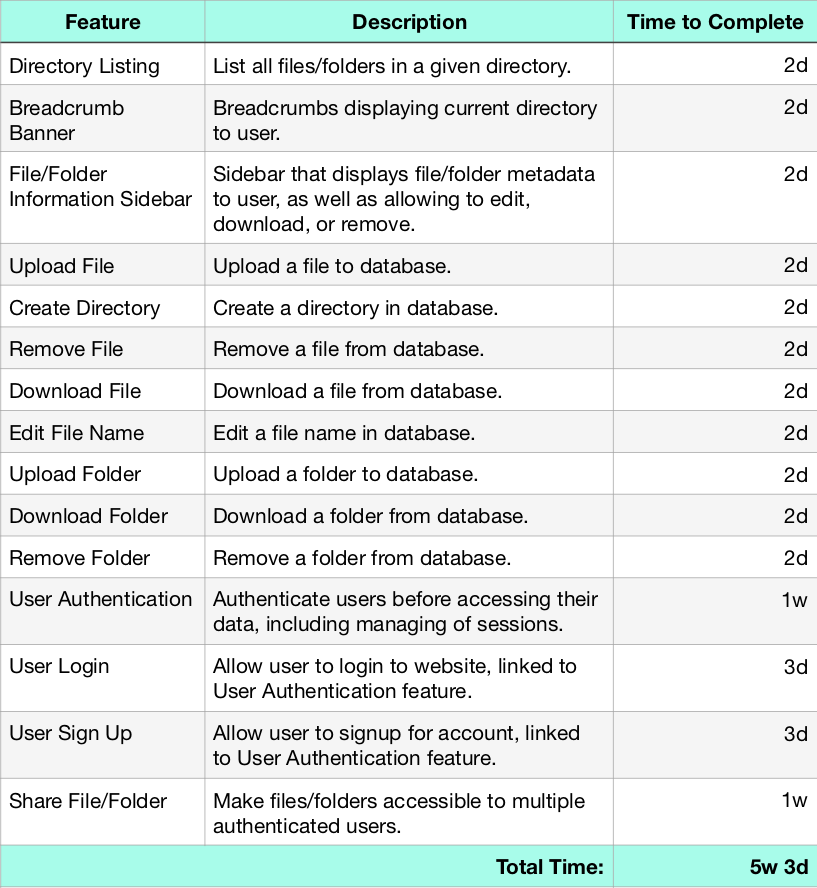 Feature Description Time to Complete
Directory Listing List all files/folders in a given directory. 2d
Breadcrumb Breadcrumbs displaying current directory 2d
Banner to user.
File/Folder Sidebar that displays file/folder metadata 2d
Information Sidebar to user, as well as allowing to edit,
download, or remove.
Upload File Upload a file to database. 2d
Create Directory Create a directory in database. 2d
Remove File Remove a file from database. 2d
Download File Download a file from database. 2d
Edit File Name Edit a file name in database. 2d
Upload Folder Upload a folder to database. 2d
Download Folder Download a folder from database. 2d
Remove Folder Remove a folder from database. 2d
User Authentication Authenticate users before accessing their 1w
data, including managing of sessions.
User Login Allow user to login to website, linked to 3d
User Authentication feature.
User Sign Up Allow user to signup for account, linked 3d
to User Authentication feature.
Share File/Folder Make files/folders accessible to multiple 1w
authenticated users.
Total Time: 5w 3d